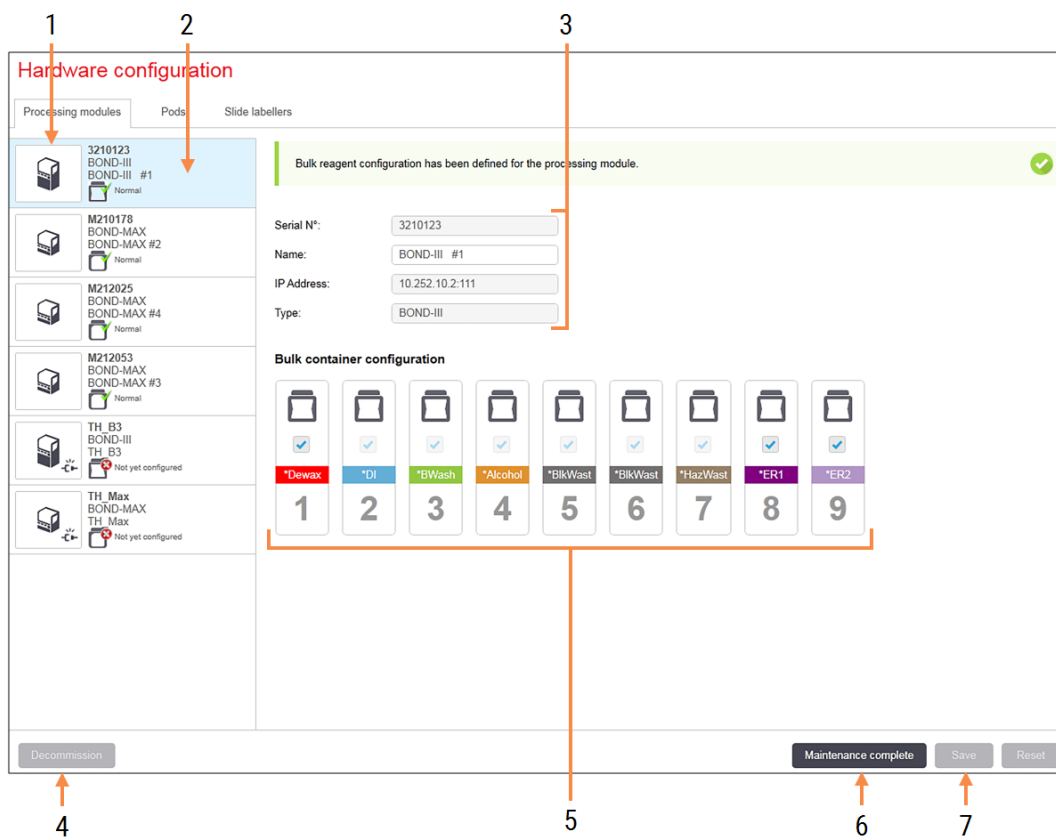 1 2 3
Hardware configuration
Processing modules Pods Slide labellers
3210123
BOND-III
BOND-III #1
Normal
M210178
BOND-MAX
BOND-MAX #2
Normal
M212025
BOND-MAX
BOND-MAX #4
Normal
M212053
BOND-MAX
BOND-MAX #3
Normal
TH_B3
BOND-III
TH_B3
Not yet configured
TH_Max
BOND-MAX
TH_Max
Not yet configured
Bulk reagent configuration has been defined for the processing module.
Serial N°: 3210123
Name: BOND-III #1
IP Address: 10.252.10.2:111
Type: BOND-III
Bulk container configuration
*Dewax *DI *BWash *Alcohol *BlkWast *BlkWast *HazWast *ER1 *ER2
1 2 3 4 5 6 7 8 9
Decommission Maintenance complete Save Reset
4 5 6 7